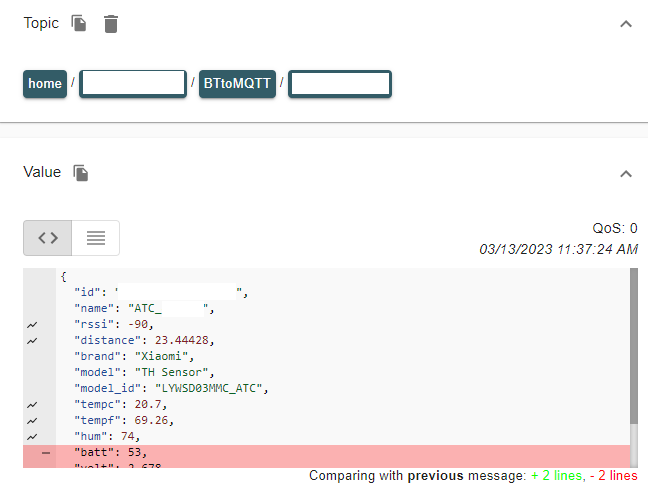 Topic
home / / BTtoMQTT /
Value
QoS: 0
03/13/2023 11:37:24 AM
{
"id": " ",
"name": "ATC_ ",
"rssi": -90,
"distance": 23.44428,
"brand": "Xiaomi",
"model": "TH Sensor",
"model_id": "LYWSD03MMC_ATC",
"tempc": 20.7,
"tempf": 69.26,
"hum": 74,
- "batt": 53,
"volt": 2.678
Comparing with previous message: + 2 lines, - 2 lines